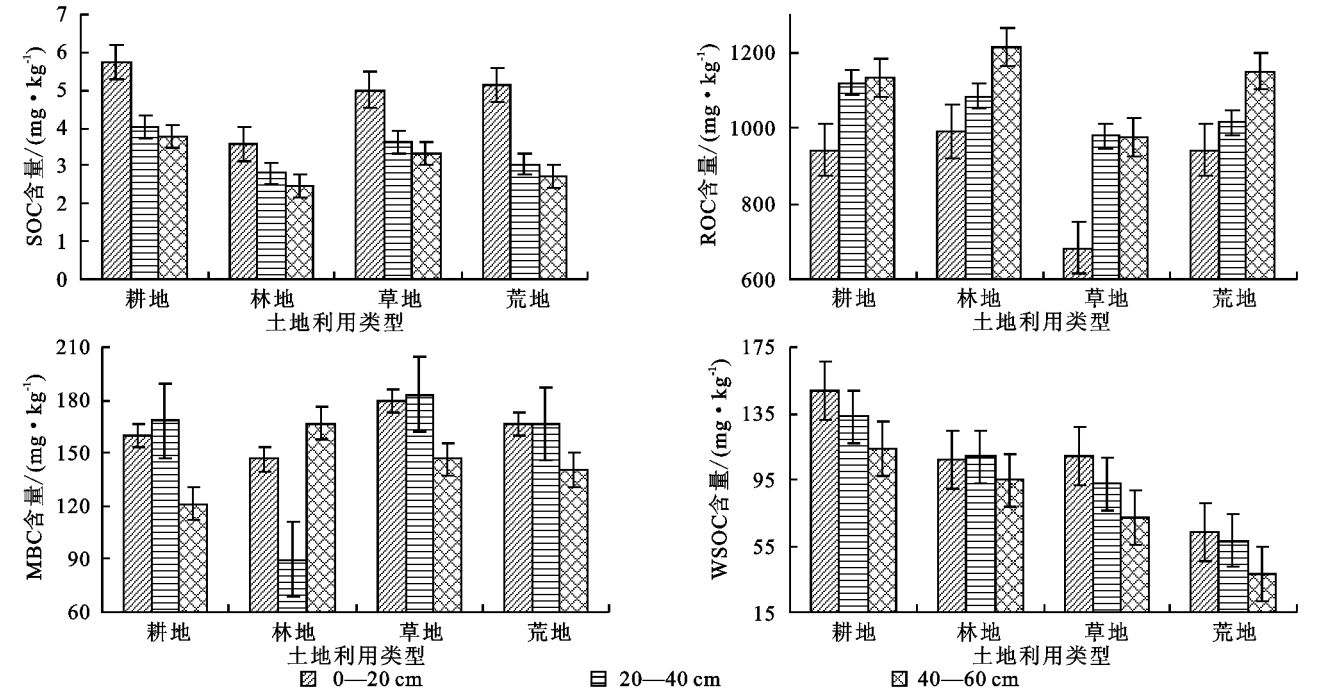 7
6
5
4
3
2
1
0
SOC含量/(mg·kg⁻¹)
耕地 林地 草地 荒地
土地利用类型
1200
1000
800
600
ROC含量/(mg·kg⁻¹)
耕地 林地 草地 荒地
土地利用类型
210
180
150
120
90
60
MBC含量/(mg·kg⁻¹)
耕地 林地 草地 荒地
土地利用类型
175
135
95
55
15
WSOC含量/(mg·kg⁻¹)
耕地 林地 草地 荒地
土地利用类型
0—20 cm 20—40 cm 40—60 cm